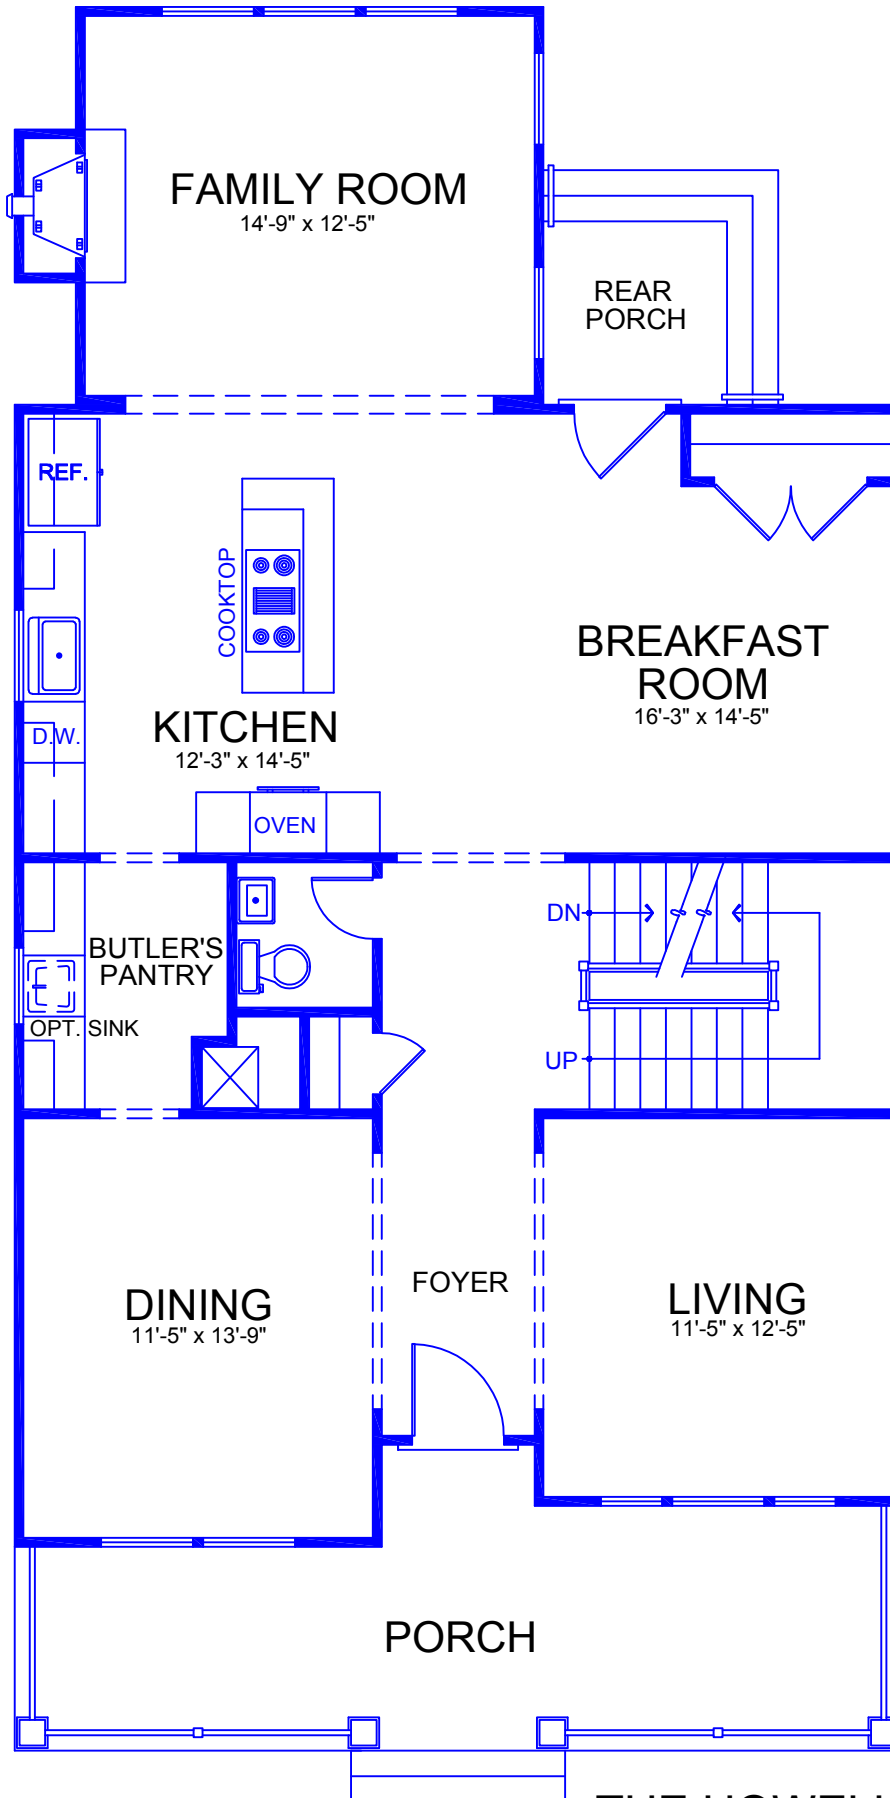 FAMILY ROOM
14'-9" x 12'-5"
REAR
PORCH
REF.
COOKTOP
BREAKFAST
ROOM
16'-3" x 14'-5"
KITCHEN
12'-3" x 14'-5"
D.W.
OVEN
DN
BUTLER'S
PANTRY
OPT. SINK
UP
FOYER
DINING
11'-5" x 13'-9"
LIVING
11'-5" x 12'-5"
PORCH
THE